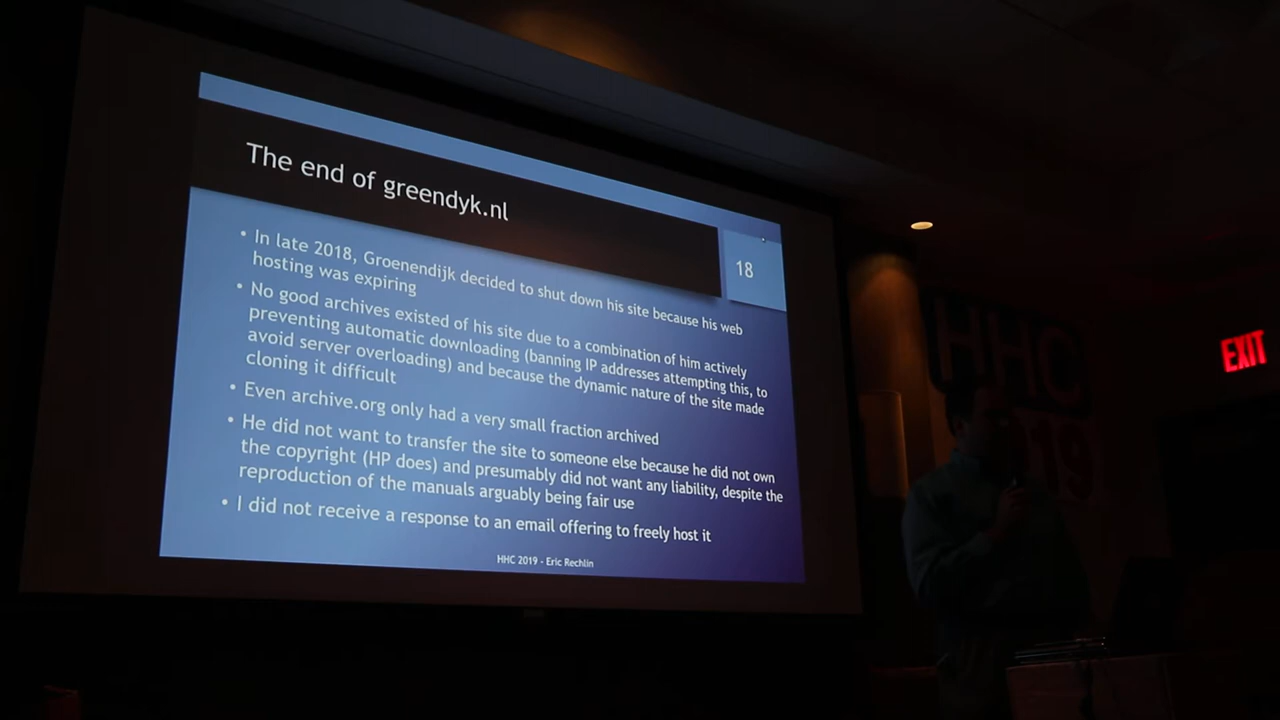 The end of greendyk.nl
18
• In late 2018, Groenendijk decided to shut down his site because his web
hosting was expiring
• No good archives existed of his site due to a combination of him actively
preventing automatic downloading (banning IP addresses attempting this, to
avoid server overloading) and because the dynamic nature of the site made
cloning it difficult
• Even archive.org only had a very small fraction archived
• He did not want to transfer the site to someone else because he did not own
the copyright (HP does) and presumably did not want any liability, despite the
reproduction of the manuals arguably being fair use
• I did not receive a response to an email offering to freely host it
HHC 2019 - Eric Rechlin
HHC
19
EXIT